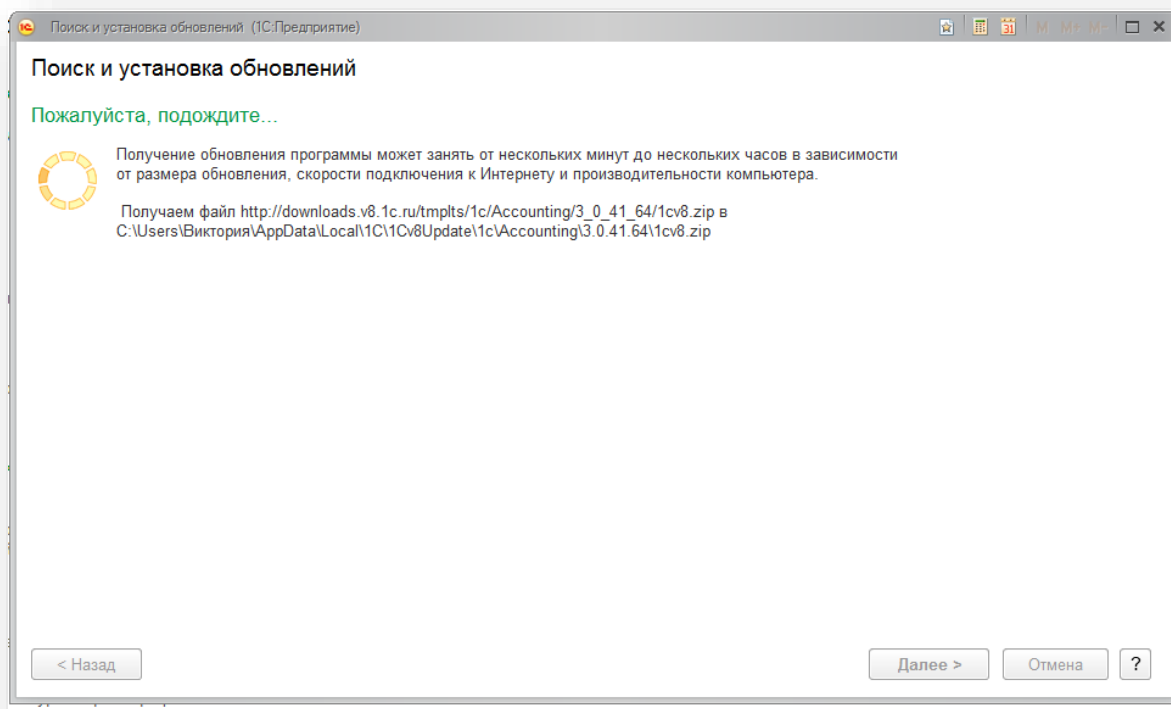 Поиск и установка обновлений (1С:Предприятие)
31 M M+ M-
Поиск и установка обновлений
Пожалуйста, подождите...
Получение обновления программы может занять от нескольких минут до нескольких часов в зависимости
от размера обновления, скорости подключения к Интернету и производительности компьютера.
Получаем файл http://downloads.v8.1c.ru/tmplts/1c/Accounting/3_0_41_64/1cv8.zip в
C:\Users\Виктория\AppData\Local\1C\1Cv8Update\1c\Accounting\3.0.41.64\1cv8.zip
< Назад
Далее >
Отмена
?